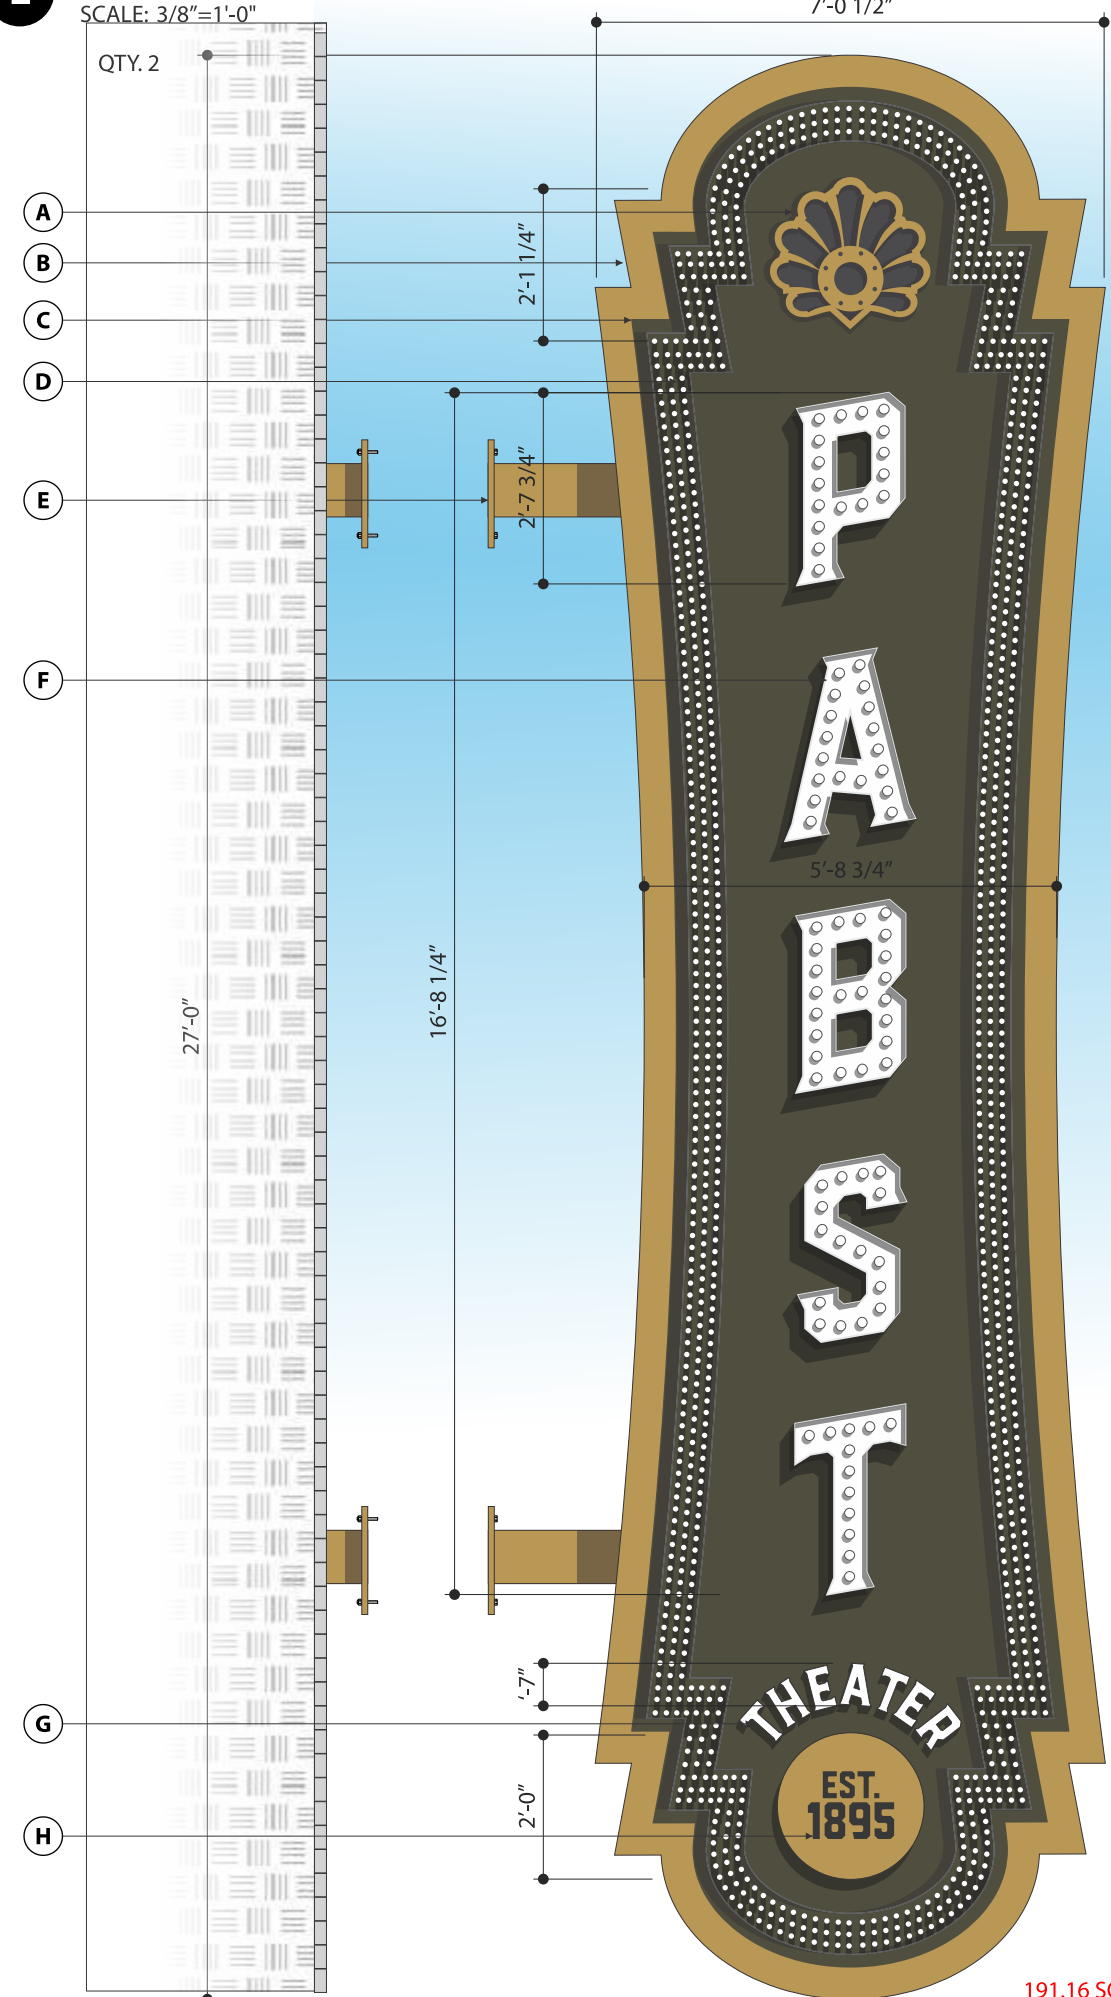 SCALE: 3/8"=1'-0"
7'-0 1/2"
QTY. 2
A
B
2'-1 1/4"
C
D
E
2'-7 3/4"
P
F
A
5'-8 3/4"
B
16'-8 1/4"
27'-0"
S
T
'-7"
THEATER
G
EST.
1895
2'-0"
H
191.16